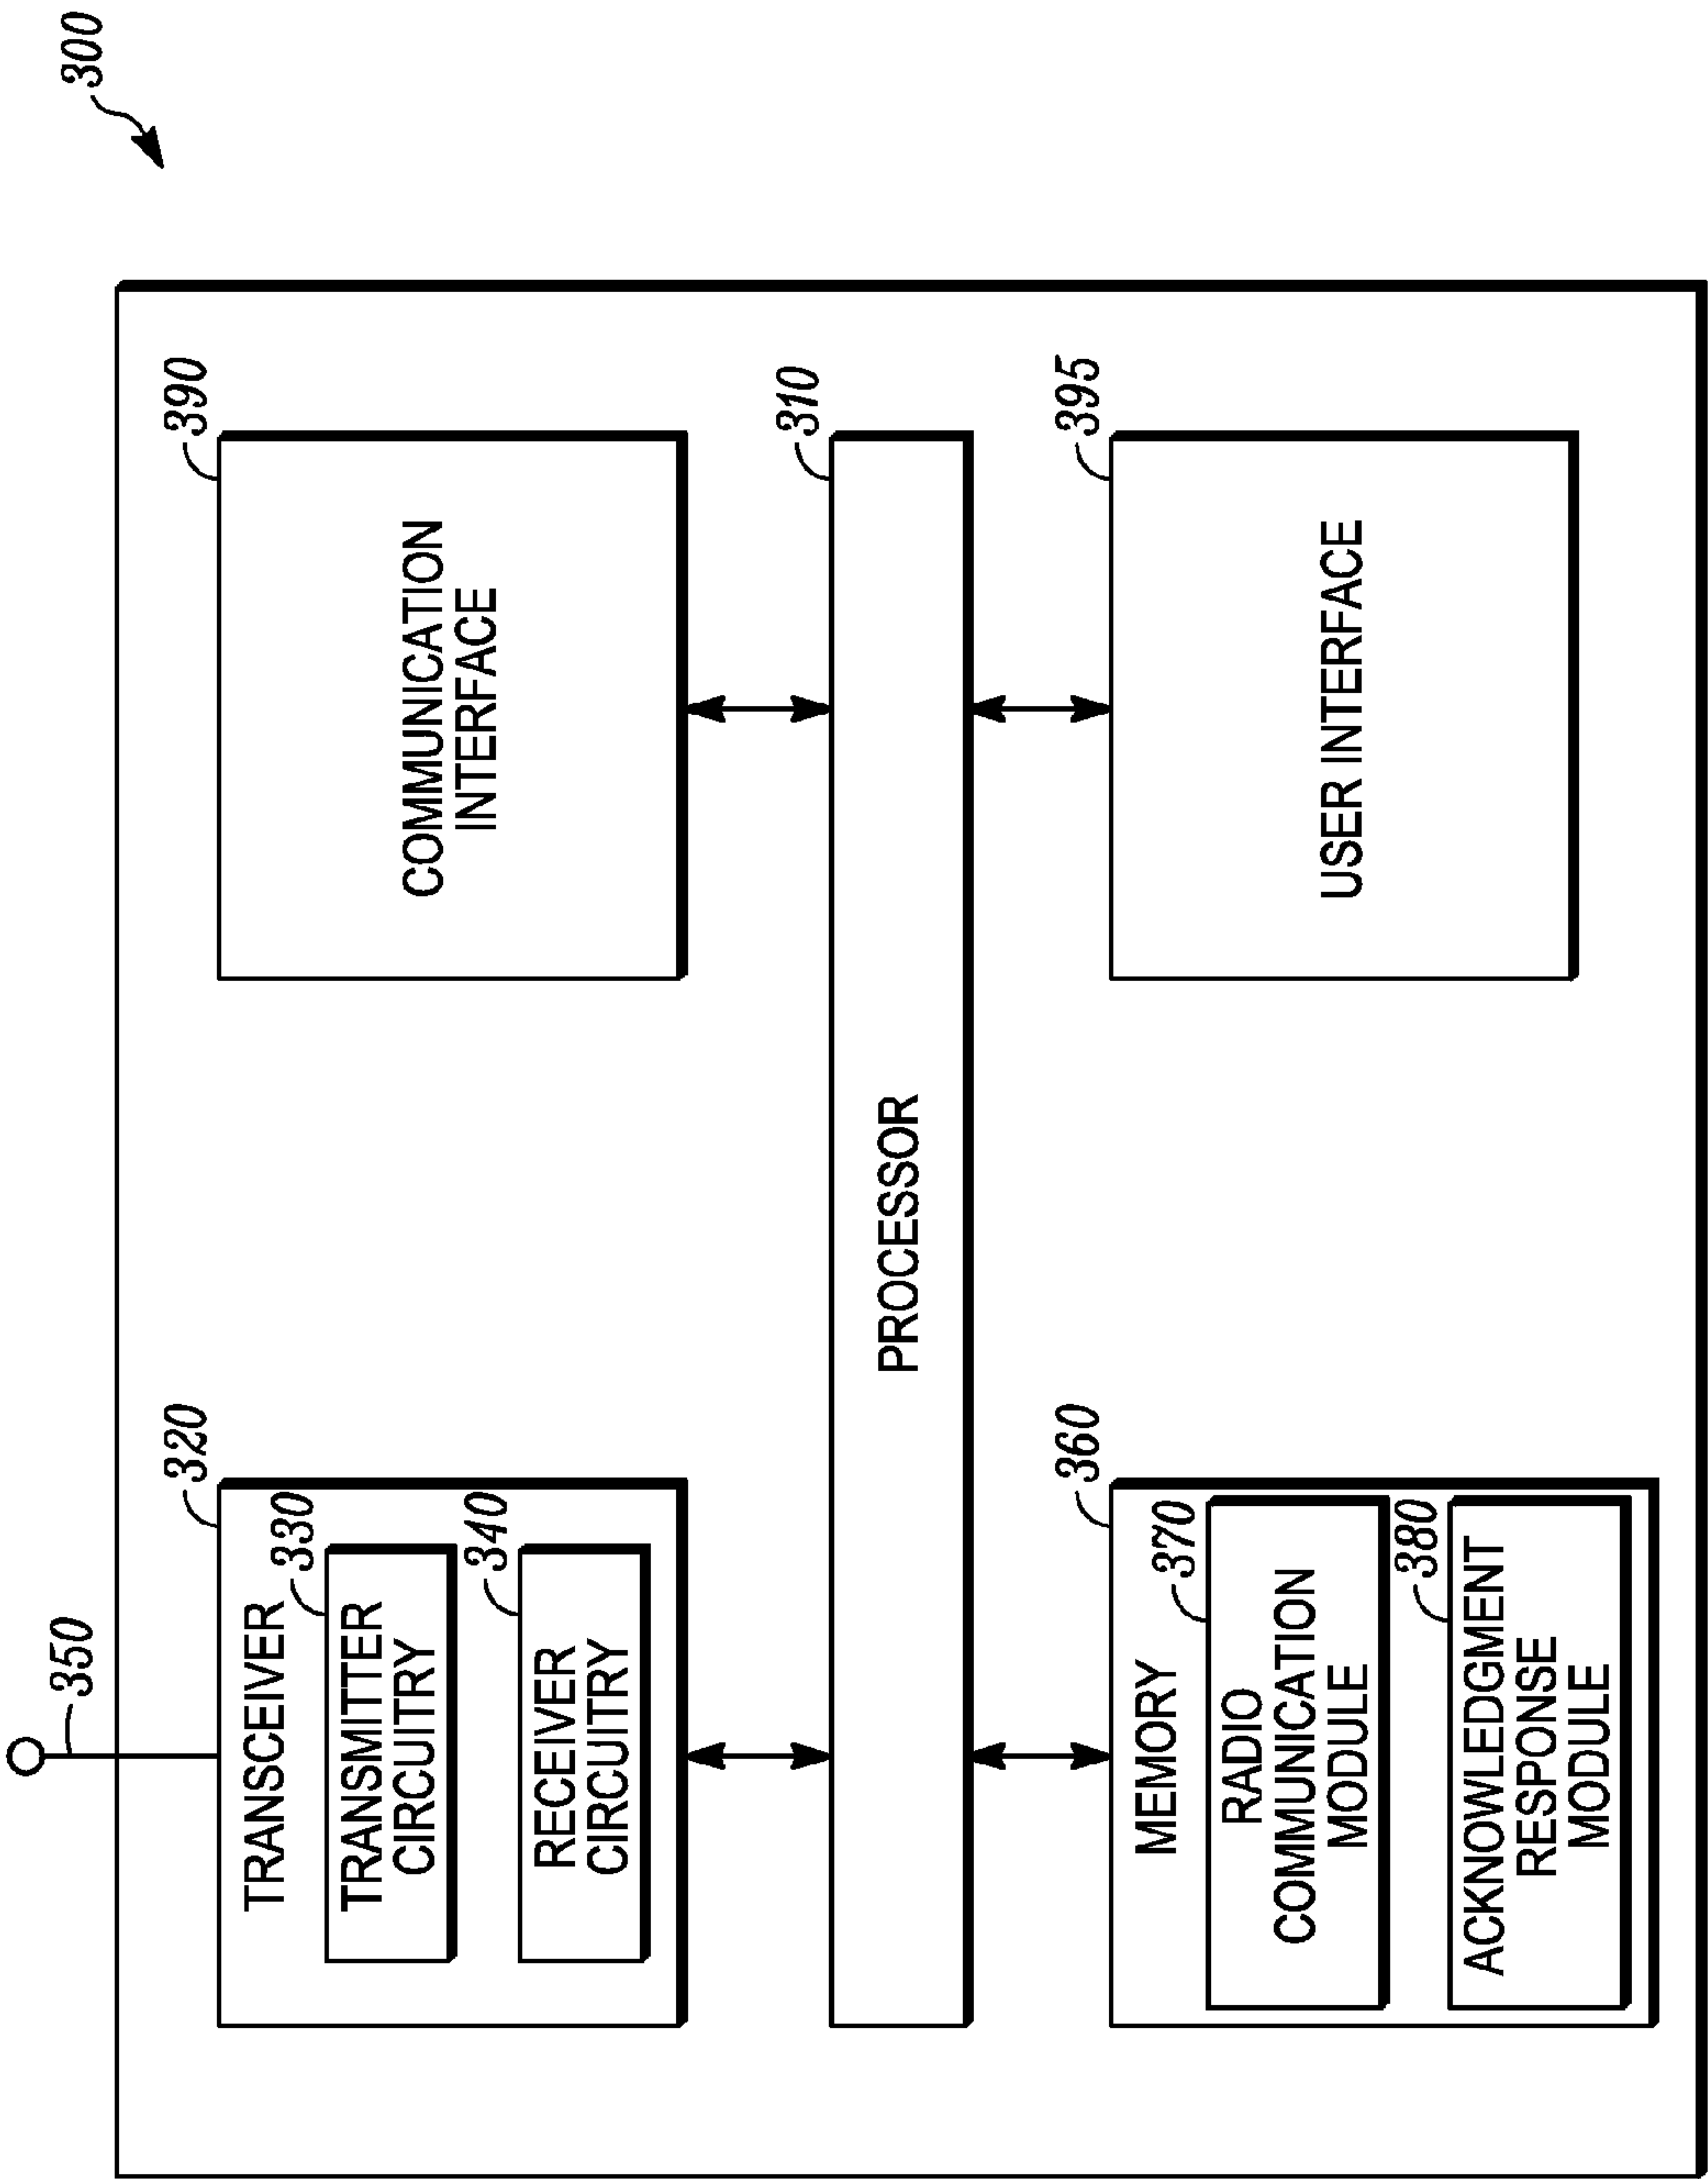 300
350
320
TRANSCEIVER
330
TRANSMITTER
CIRCUITRY
340
RECEIVER
CIRCUITRY
390
COMMUNICATION
INTERFACE
310
PROCESSOR
360
MEMORY
370
RADIO
COMMUNICATION
MODULE
380
ACKNOWLEDGMENT
RESPONSE
MODULE
395
USER INTERFACE